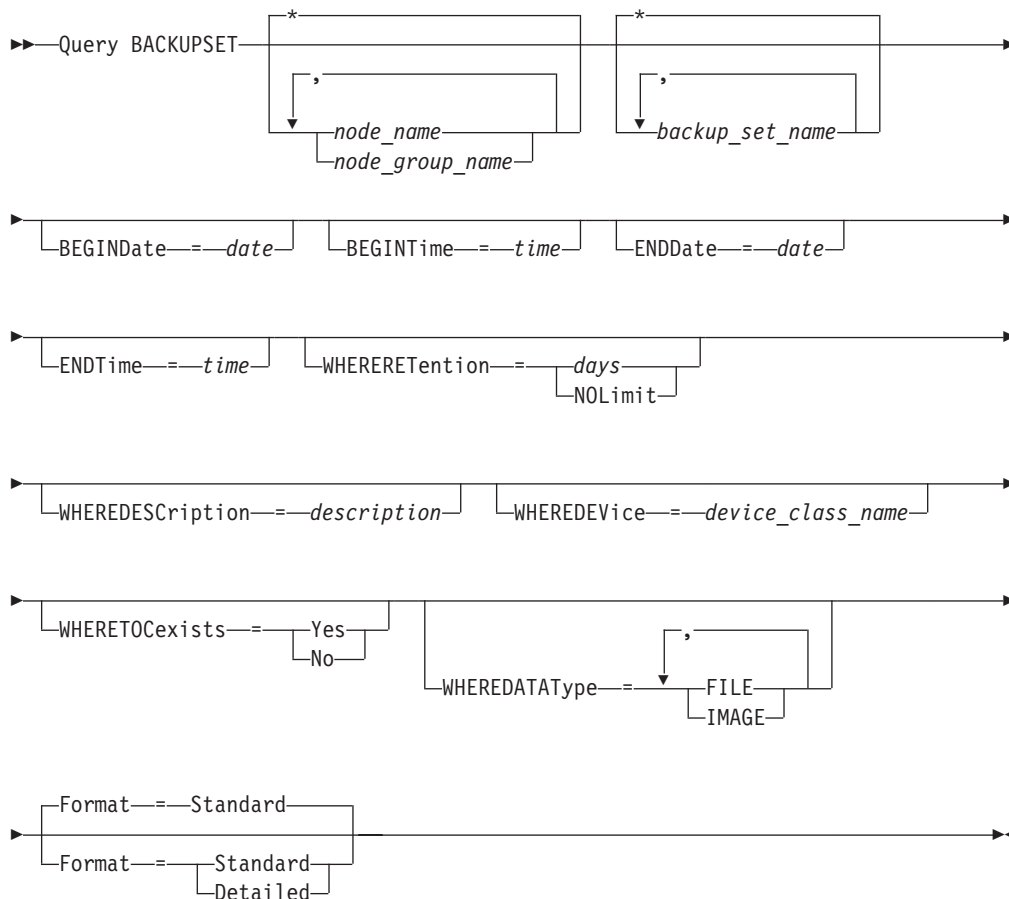 * *
Query BACKUPSET
, ,
node_name backup_set_name
node_group_name
BEGINDate = date BEGINTime = time ENDDate = date
ENDTime = time WHERERETention = days
NOLimit
WHEREDESCription = description WHEREDEVice = device_class_name
WHERETOCexists = Yes ,
No
WHEREDATAType = FILE
IMAGE
Format = Standard
Format = Standard
Detailed